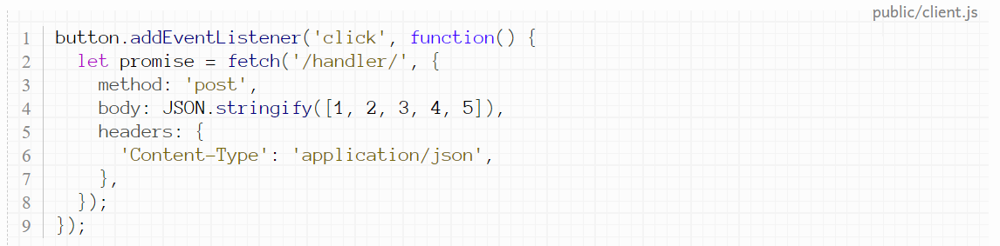 public/client.js
1 button.addEventListener('click', function() {
2   let promise = fetch('/handler/', {
3     method: 'post',
4     body: JSON.stringify([1, 2, 3, 4, 5]),
5     headers: {
6       'Content-Type': 'application/json',
7     },
8   });
9 });